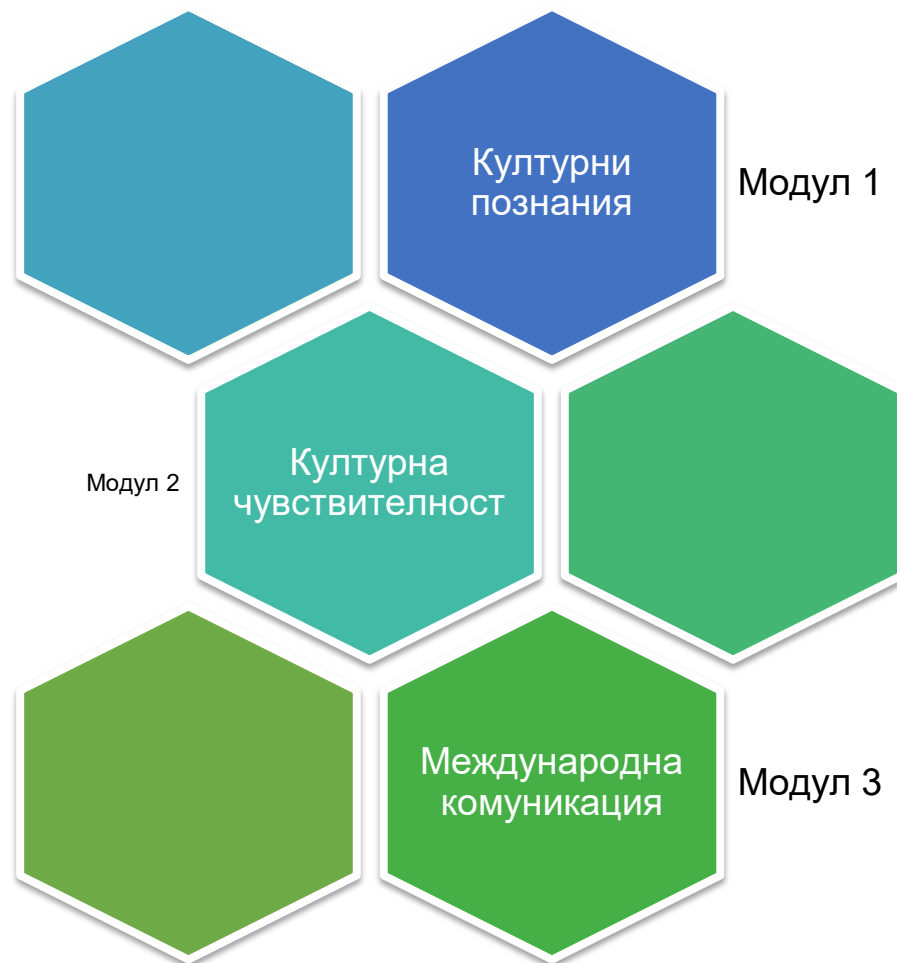 Културни
познания
Модул 1
Модул 2
Културна
чувствителност
Международна
комуникация
Модул 3